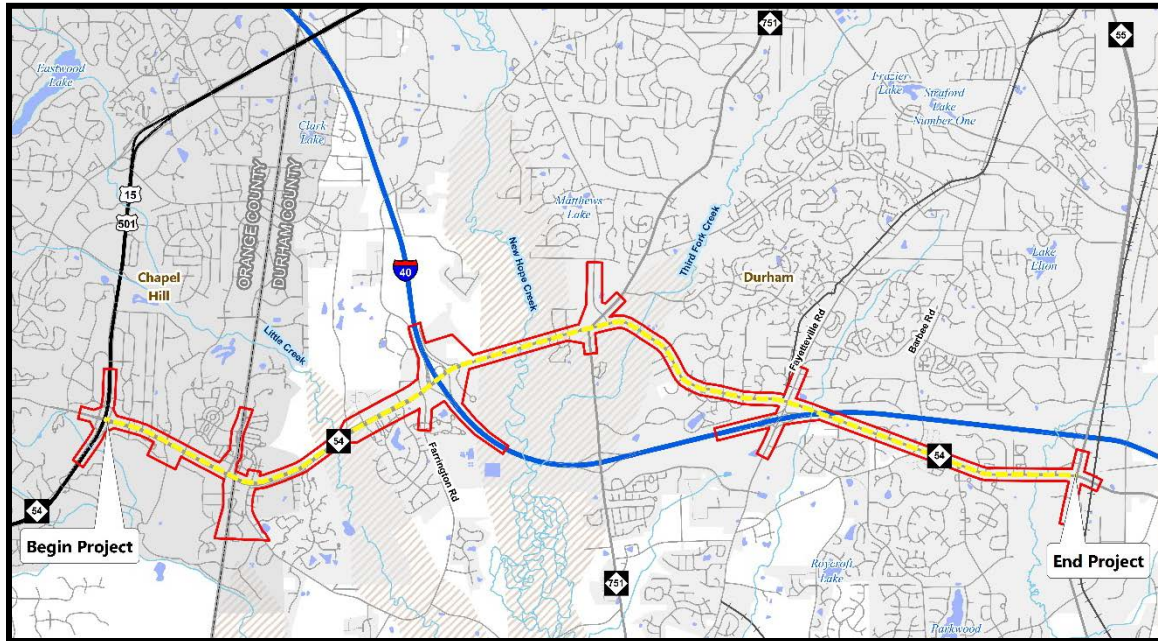 751
55
Eastwood
Lake
Frazier
Lake
Straford
Lake
Number One
Clark
Lake
15
501
ORANGE COUNTY
DURHAM COUNTY
Matthews
Lake
New Hope Creek
Third Fork Creek
40
Chapel
Hill
Durham
Lake
Elton
Little Creek
Fayetteville Rd
Barbee Rd
54
54
Farrington Rd
54
Begin Project
End Project
751
Roycroft
Lake
Parkwood